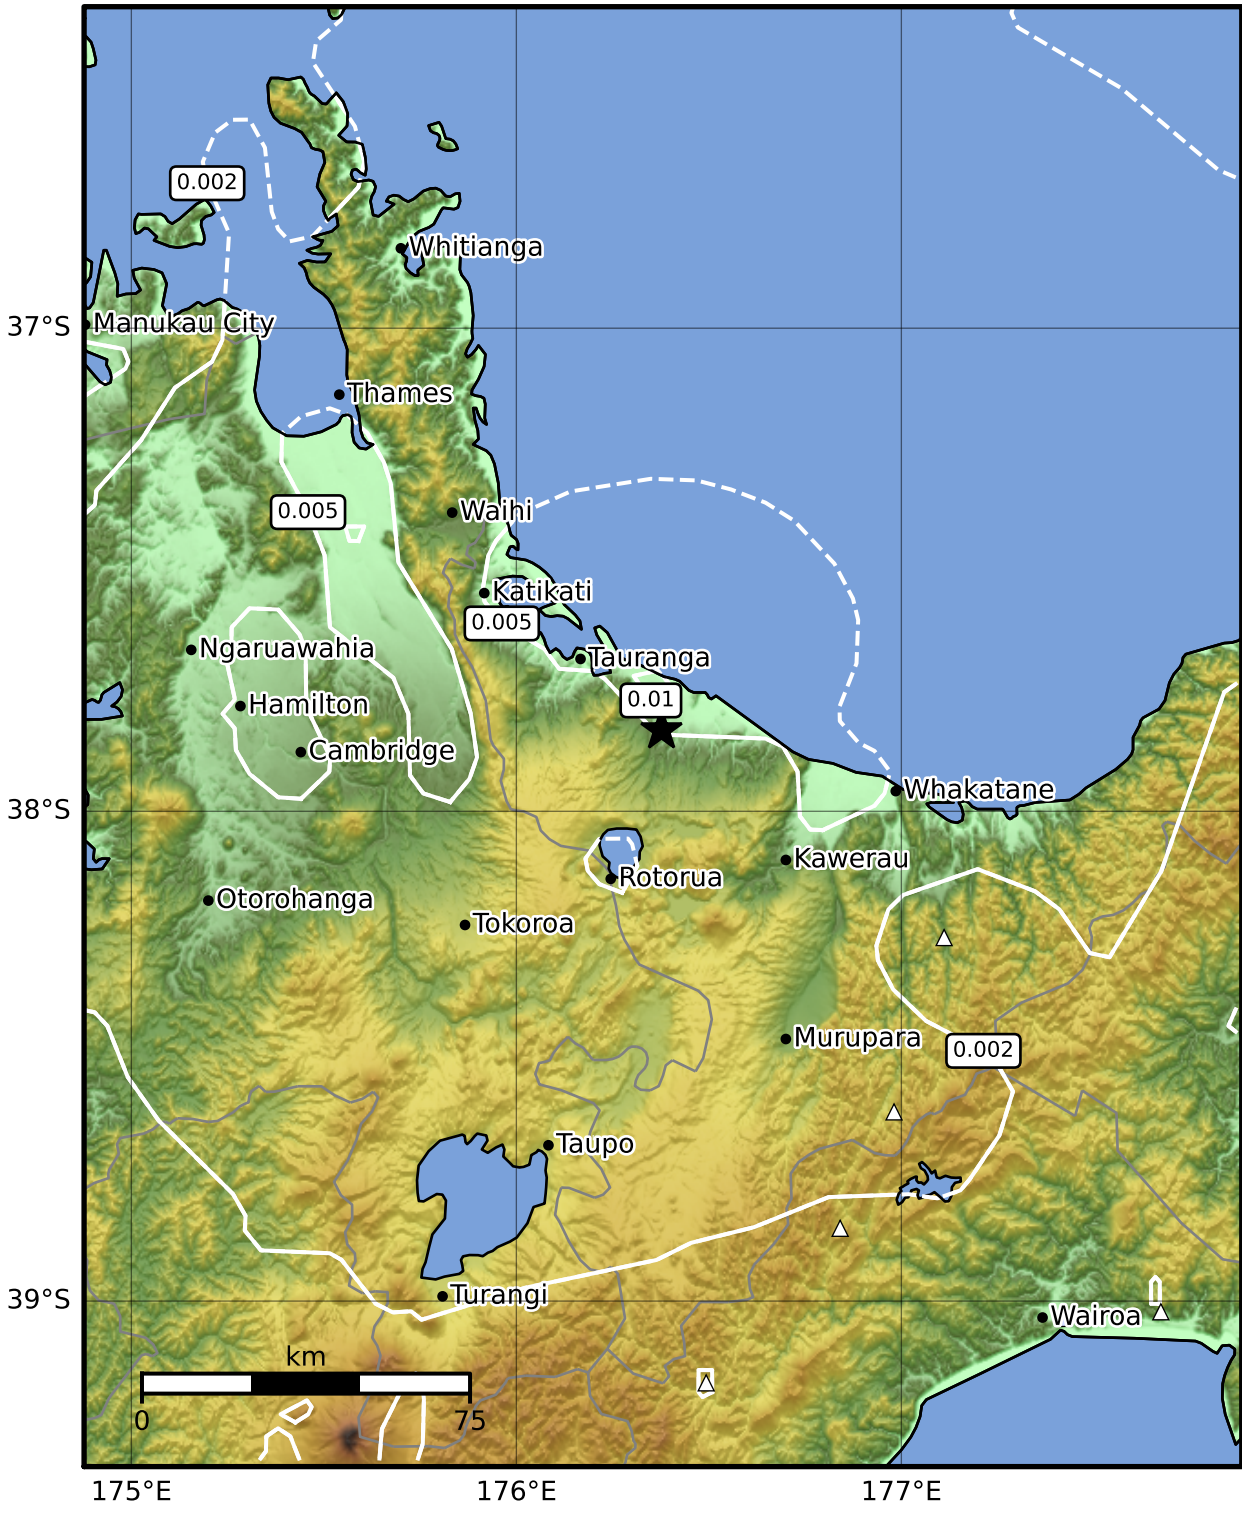 0.002
Whitianga
37°S
Manukau City
Thames
0.005
Waihi
Katikati
0.005
Ngaruawahia
Tauranga
0.01
Hamilton
Cambridge
Whakatane
38°S
Kawerau
Rotorua
Otorohanga
Tokoroa
Murupara
0.002
Taupo
39°S
Turangi
Wairoa
km
0
75
175°E
176°E
177°E